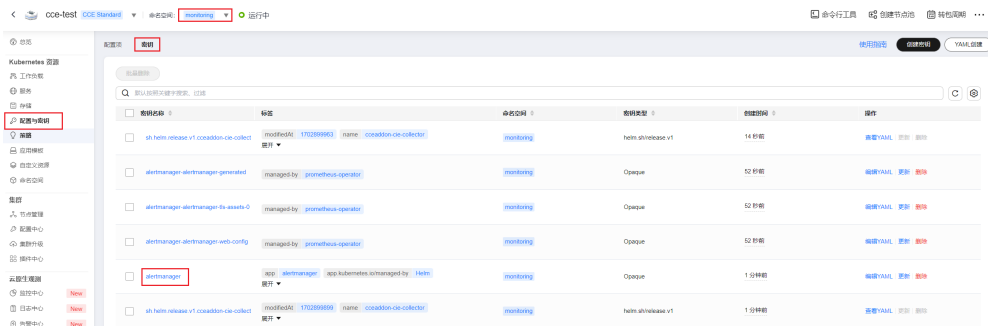 cce-test CCE Standard 命名空间: monitoring 运行中 命令行工具 创建节点池 转包周期 ...
总览
Kubernetes 资源
工作负载
服务
存储
配置与密钥
策略
应用模板
自定义资源
命名空间
集群
节点管理
配置中心
集群升级
插件中心
云原生观测
监控中心 New
日志中心 New
告警中心 New
配置项 密钥 使用指南 创建密钥 YAML创建
批量删除
默认按照关键字搜索、过滤
密钥名称 标签 命名空间 密钥类型 创建时间 操作
sh.helm.release.v1.cceaddon-cie-collect modifiedAt 1702899963 name cceaddon-cie-collector monitoring helm.sh/release.v1 14 秒前 查看YAML 更新 删除
展开
alertmanager-alertmanager-generated managed-by prometheus-operator monitoring Opaque 52 秒前 编辑YAML 更新 删除
alertmanager-alertmanager-tls-assets-0 managed-by prometheus-operator monitoring Opaque 52 秒前 编辑YAML 更新 删除
alertmanager-alertmanager-web-config managed-by prometheus-operator monitoring Opaque 52 秒前 编辑YAML 更新 删除
alertmanager app alertmanager app.kubernetes.io/managed-by Helm monitoring Opaque 1 分钟前 编辑YAML 更新 删除
展开
sh.helm.release.v1.cceaddon-cie-collect modifiedAt 1702899899 name cceaddon-cie-collector monitoring helm.sh/release.v1 1 分钟前 查看YAML 更新 删除
展开